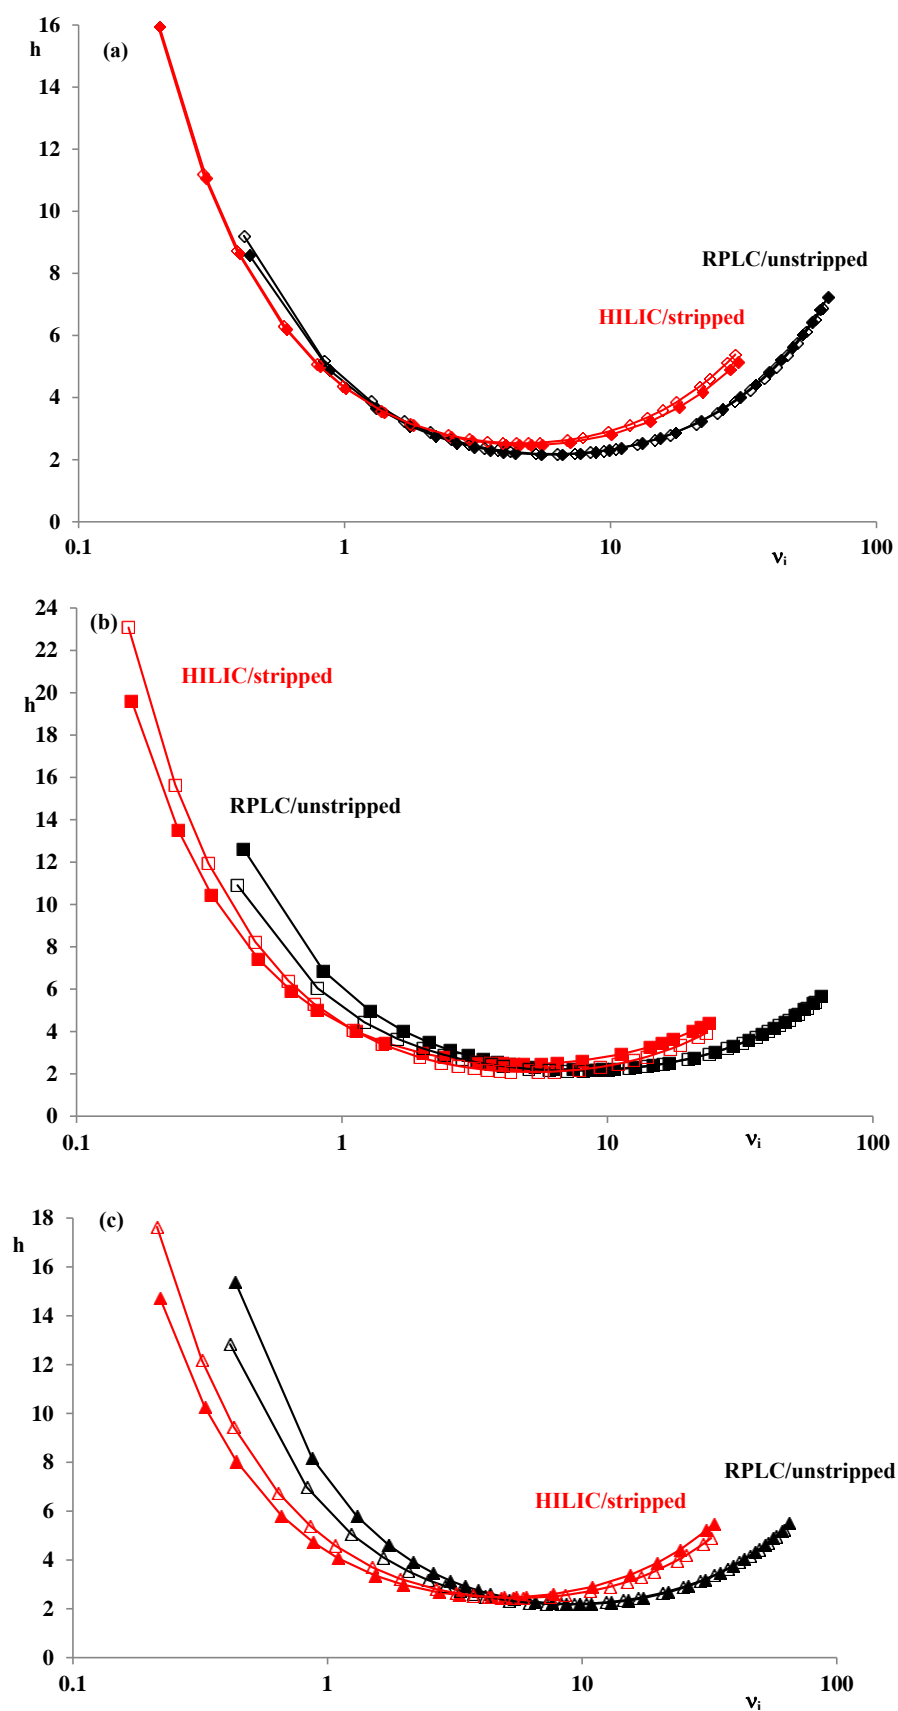 16
(a)
h
14
12
10
RPLC/unstripped
8
HILIC/stripped
6
4
2
0
0.1 1 10 νi 100
24
(b)
22
HILIC/stripped
h 20
18
16
RPLC/unstripped
14
12
10
8
6
4
2
0
0.1 1 10 νi 100
18
(c)
h
16
14
12
10
8
RPLC/unstripped
HILIC/stripped
6
4
2
0
0.1 1 10 100
νi